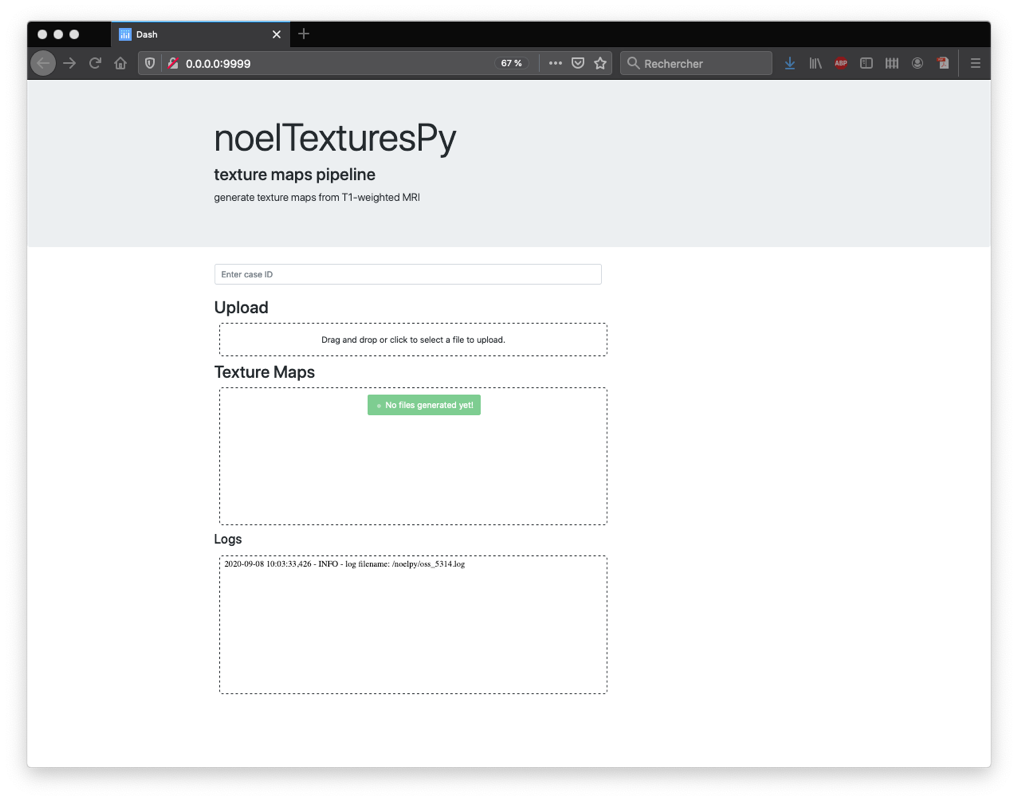 Dash
0.0.0.0:9999
67 %
Rechercher
ABP
noelTexturesPy
texture maps pipeline
generate texture maps from T1-weighted MRI
Enter case ID
Upload
Drag and drop or click to select a file to upload.
Texture Maps
No files generated yet!
Logs
2020-09-08 10:03:33,426 - INFO - log filename: /noelpy/oss_5314.log